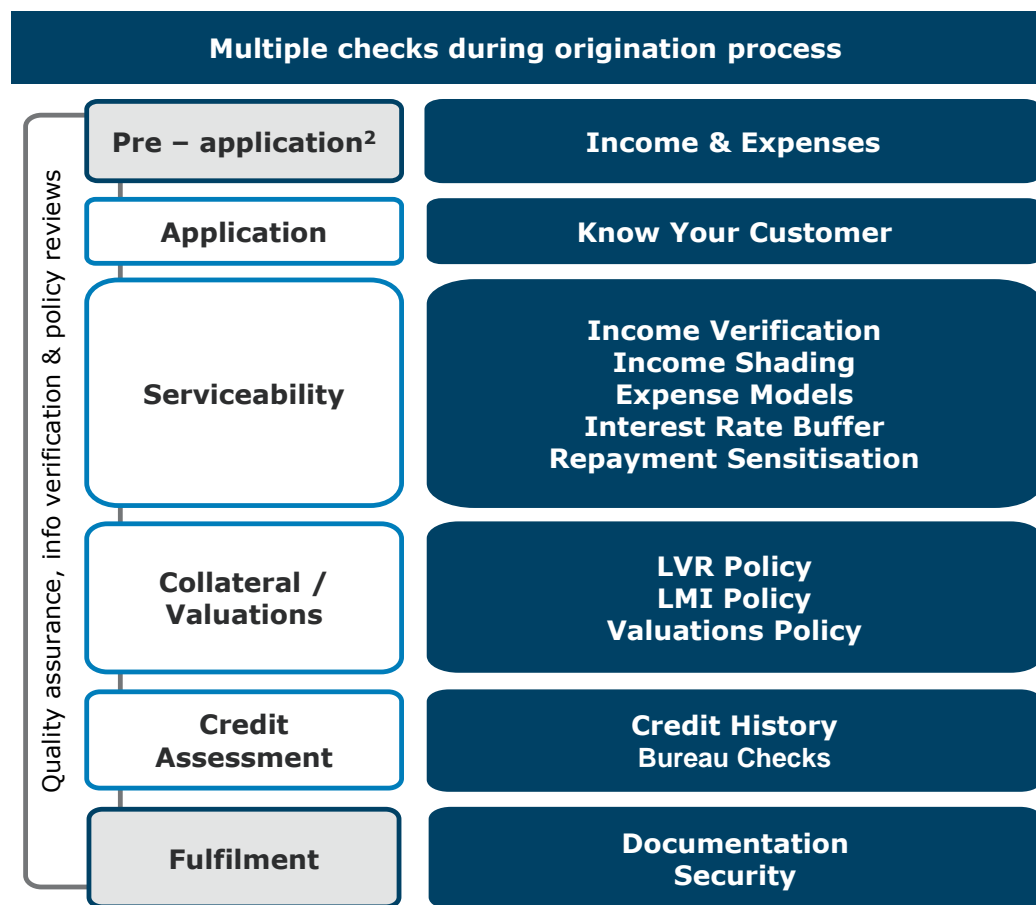 Multiple checks during origination process
Quality assurance, info verification & policy reviews
Pre – application²
Income & Expenses
Application
Know Your Customer
Serviceability
Income Verification
Income Shading
Expense Models
Interest Rate Buffer
Repayment Sensitisation
Collateral /
Valuations
LVR Policy
LMI Policy
Valuations Policy
Credit
Assessment
Credit History
Bureau Checks
Fulfilment
Documentation
Security